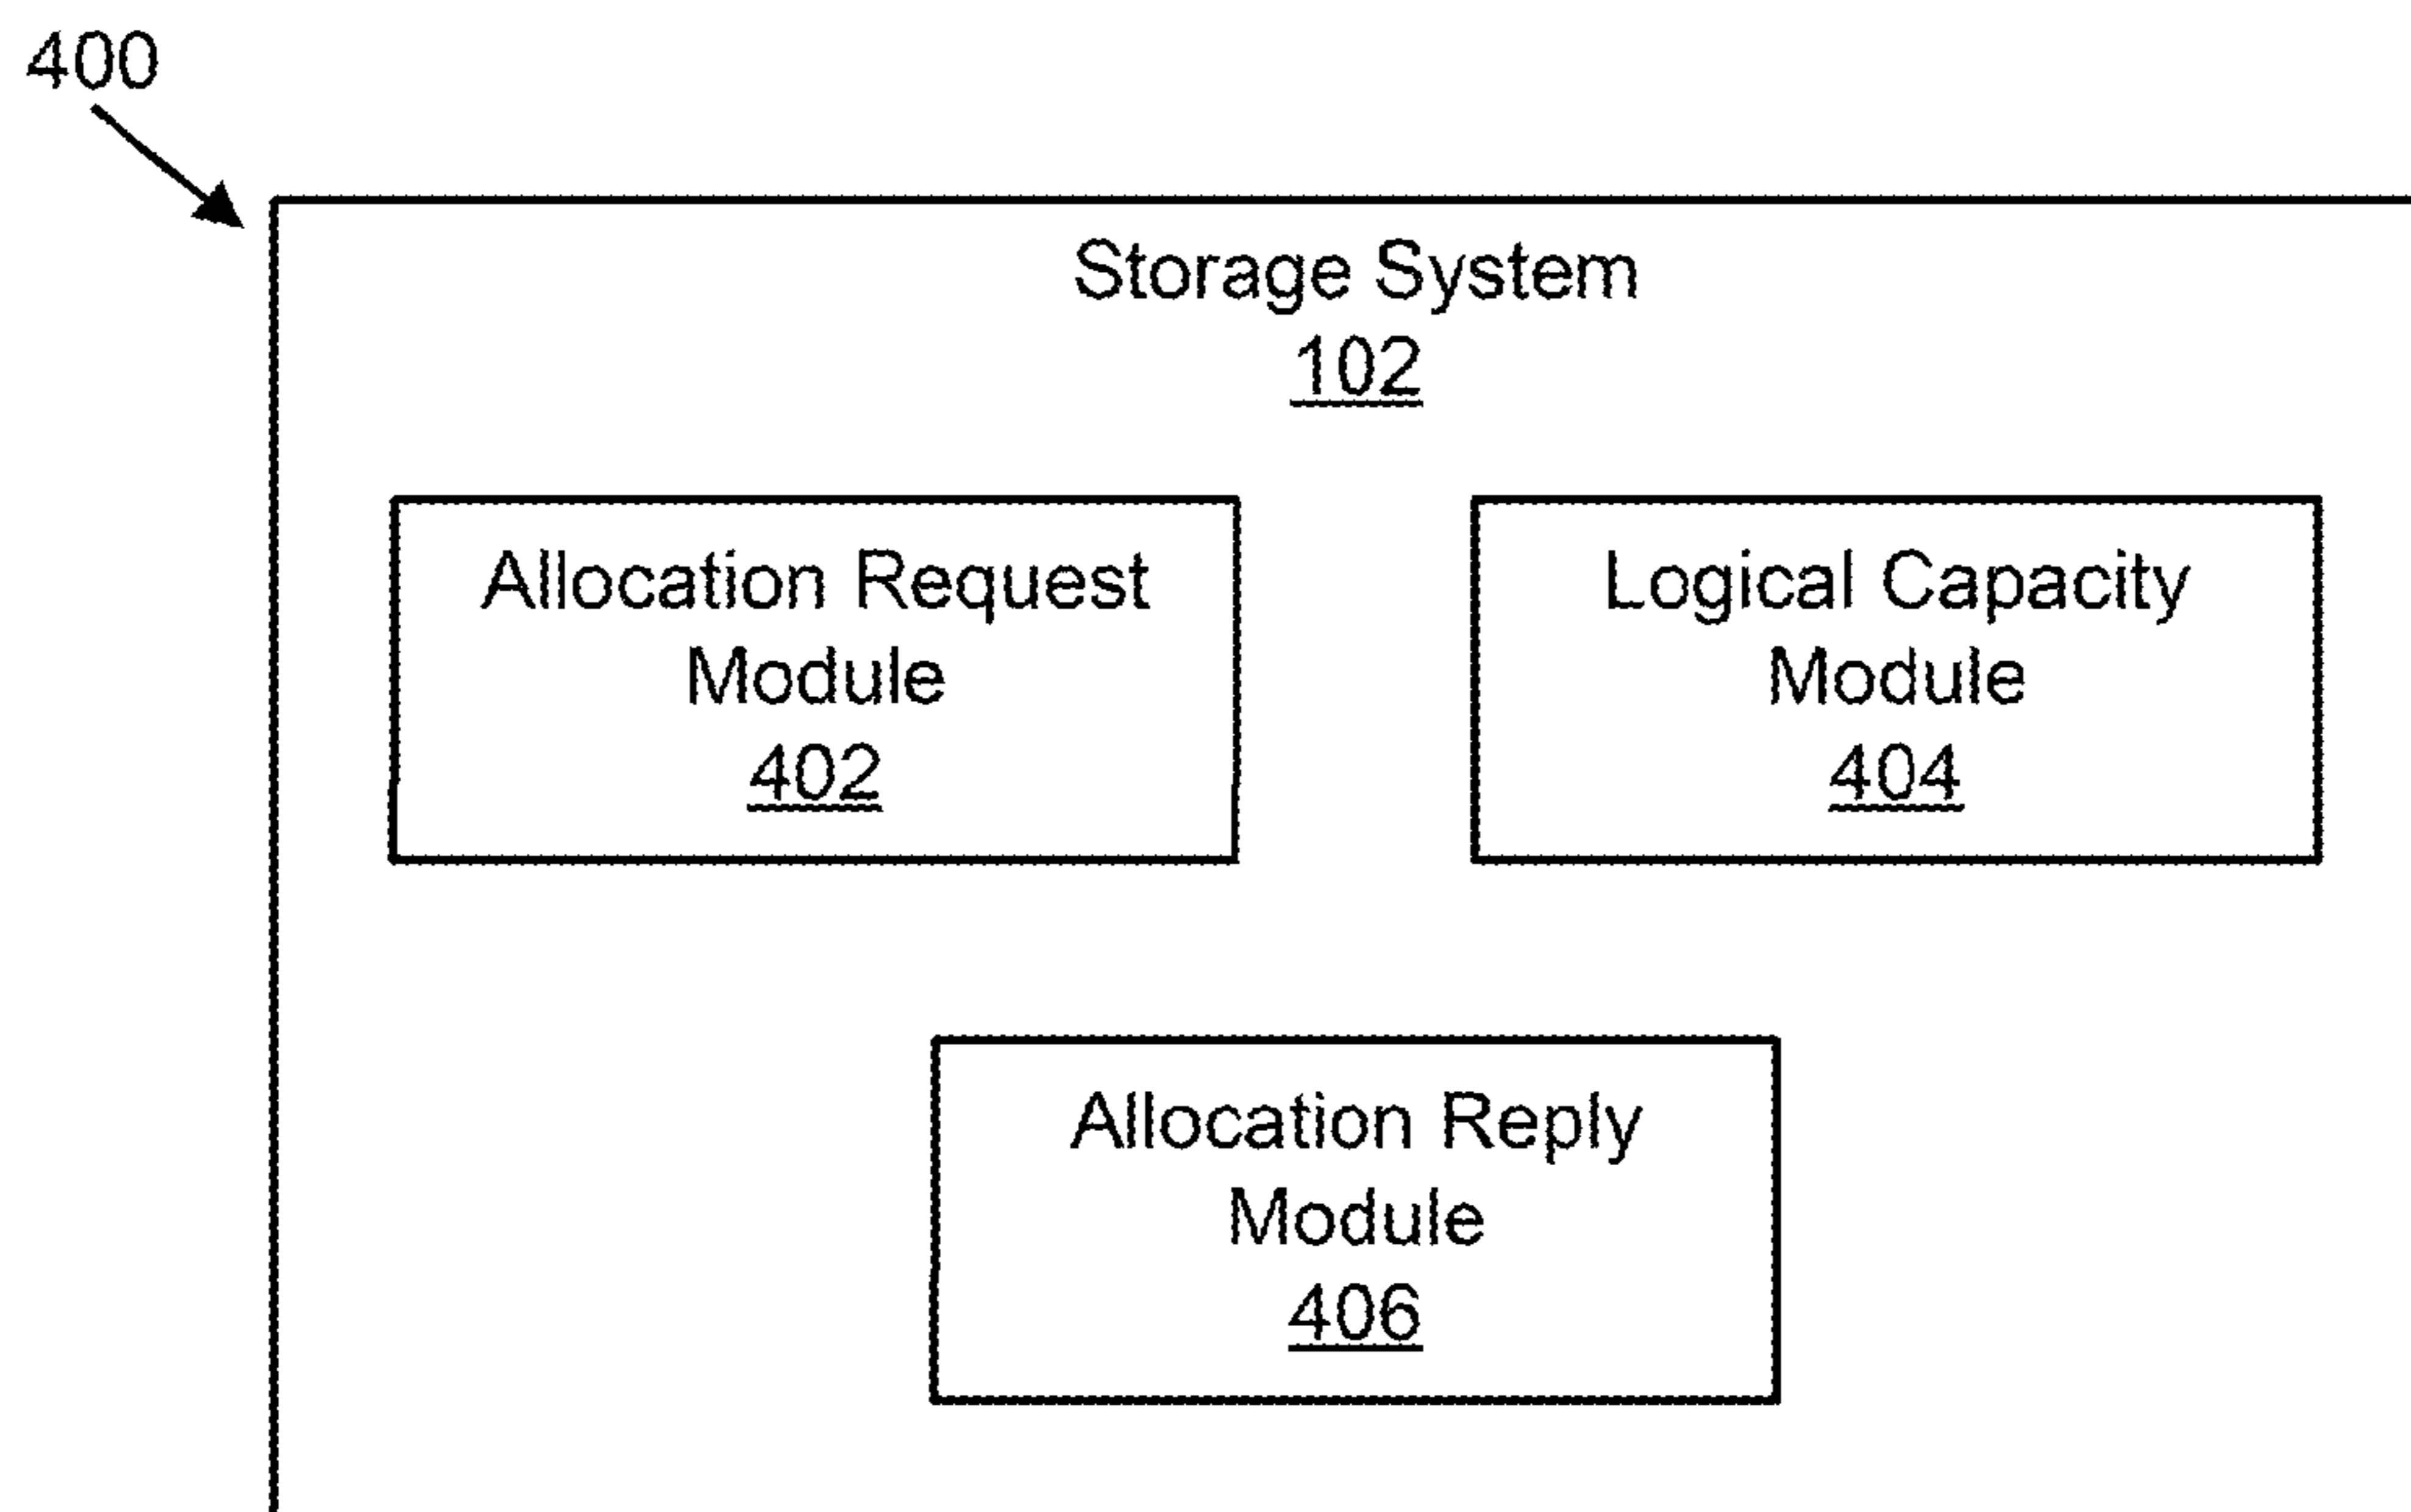 400
Storage System
102
Allocation Request
Module
402
Logical Capacity
Module
404
Allocation Reply
Module
406